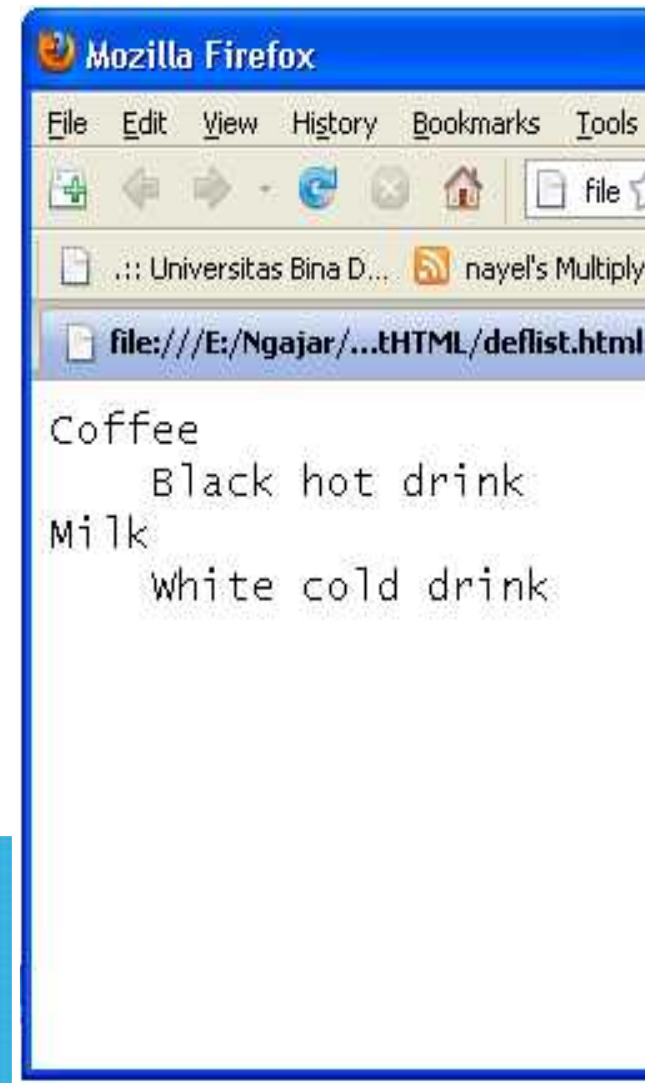 Mozilla Firefox
File Edit View History Bookmarks Tools
file
.:: Universitas Bina D... nayel's Multiply
file:///E:/Ngajar/...tHTML/deflist.html
Coffee
Black hot drink
Milk
White cold drink